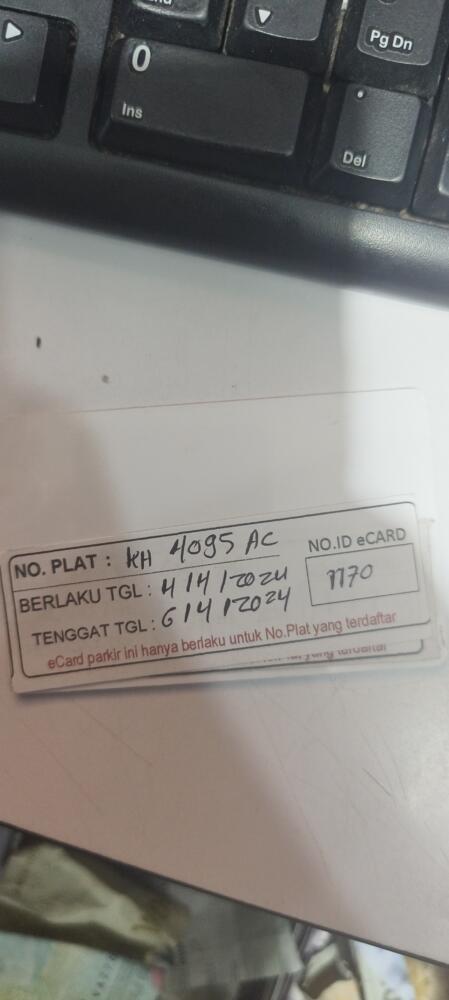 0
Ins
Pg Dn
Del
NO. PLAT : KH 4095 AC
NO.ID eCARD
BERLAKU TGL : 4/4/2024
1170
TENGGAT TGL : 6/4/2024
eCard parkir ini hanya berlaku untuk No.Plat yang terdaftar